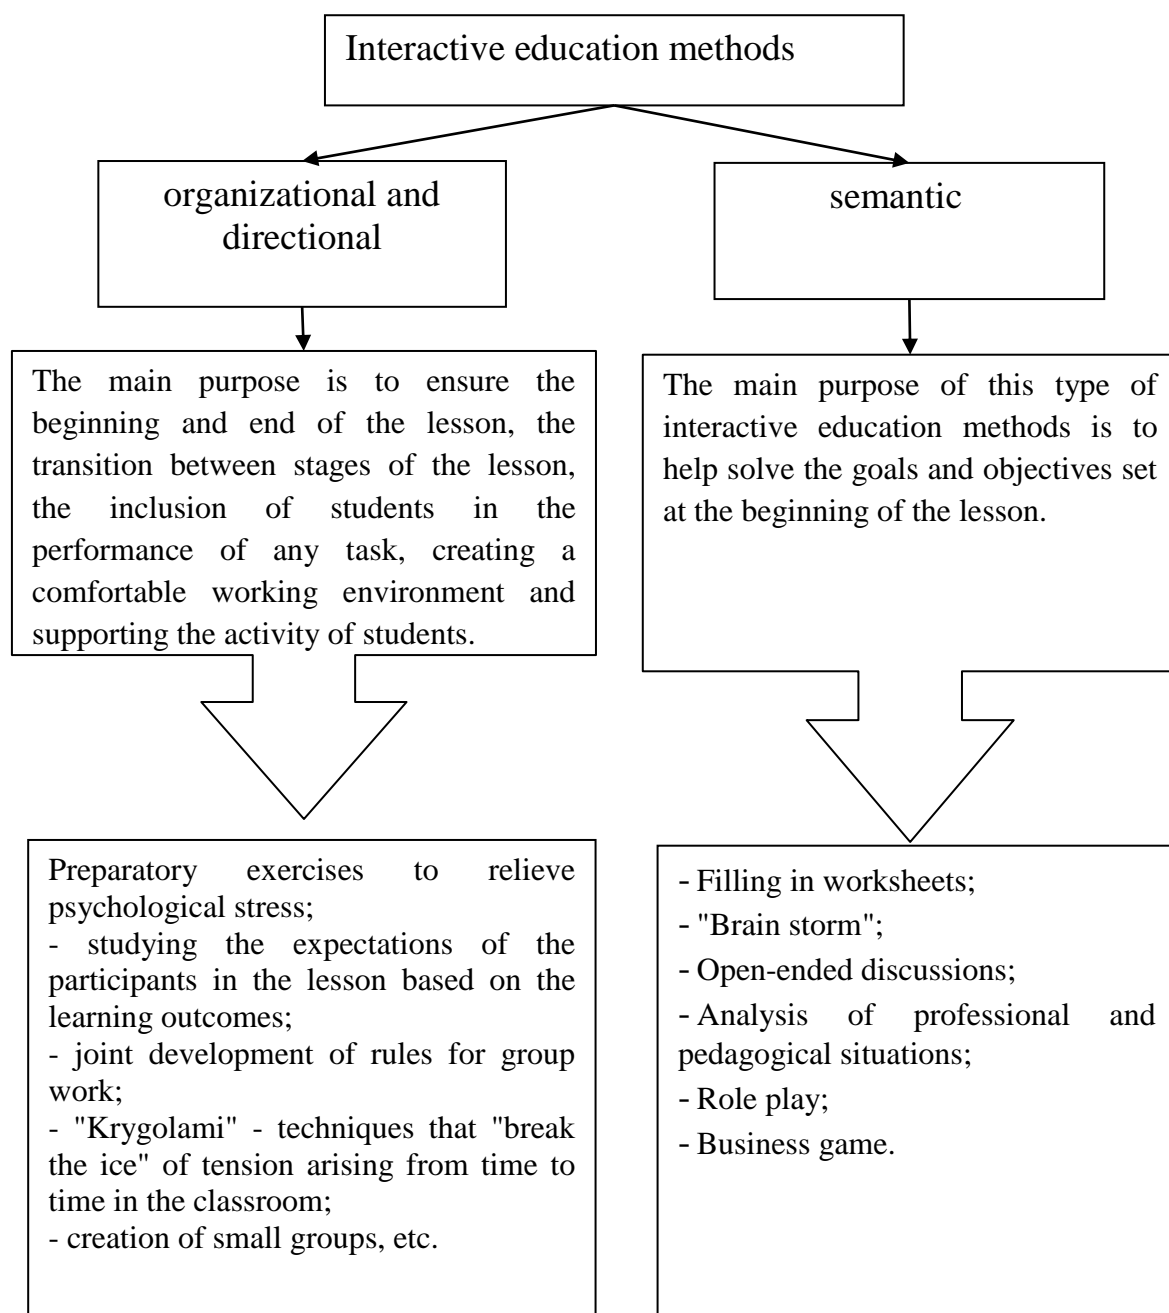 Interactive education methods
organizational and
directional
semantic
The main purpose is to ensure the
beginning and end of the lesson, the
transition between stages of the lesson,
the inclusion of students in the
performance of any task, creating a
comfortable working environment and
supporting the activity of students.
The main purpose of this type of
interactive education methods is to
help solve the goals and objectives set
at the beginning of the lesson.
Preparatory exercises to relieve
psychological stress;
- studying the expectations of the
participants in the lesson based on the
learning outcomes;
- joint development of rules for group
work;
- "Krygolami" - techniques that "break
the ice" of tension arising from time to
time in the classroom;
- creation of small groups, etc.
- Filling in worksheets;
- "Brain storm";
- Open-ended discussions;
- Analysis of professional and
pedagogical situations;
- Role play;
- Business game.